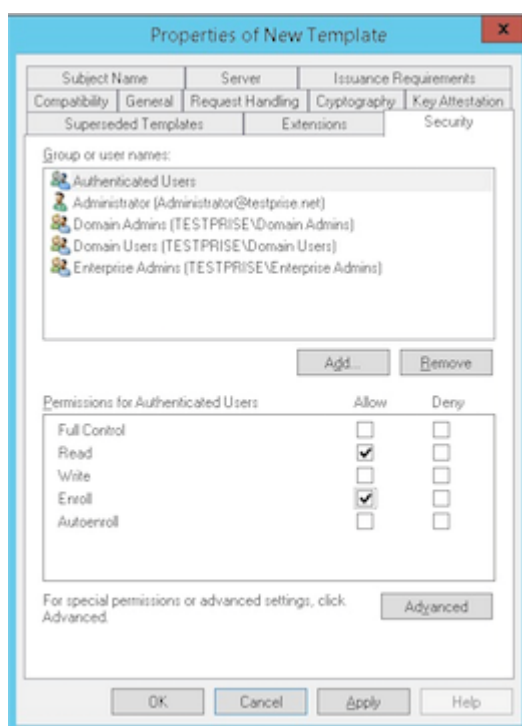 Properties of New Template
x
Subject Name Server Issuance Requirements
Compatibility General Request Handling Cryptography Key Attestation
Superseded Templates Extensions Security
Group or user names:
Authenticated Users
Administrator (Administrator@testprise.net)
Domain Admins (TESTPRISE\Domain Admins)
Domain Users (TESTPRISE\Domain Users)
Enterprise Admins (TESTPRISE\Enterprise Admins)
Add... Remove
Permissions for Authenticated Users Allow Deny
Full Control
Read
Write
Enroll
Autoenroll
For special permissions or advanced settings, click
Advanced.
Advanced
OK Cancel Apply Help